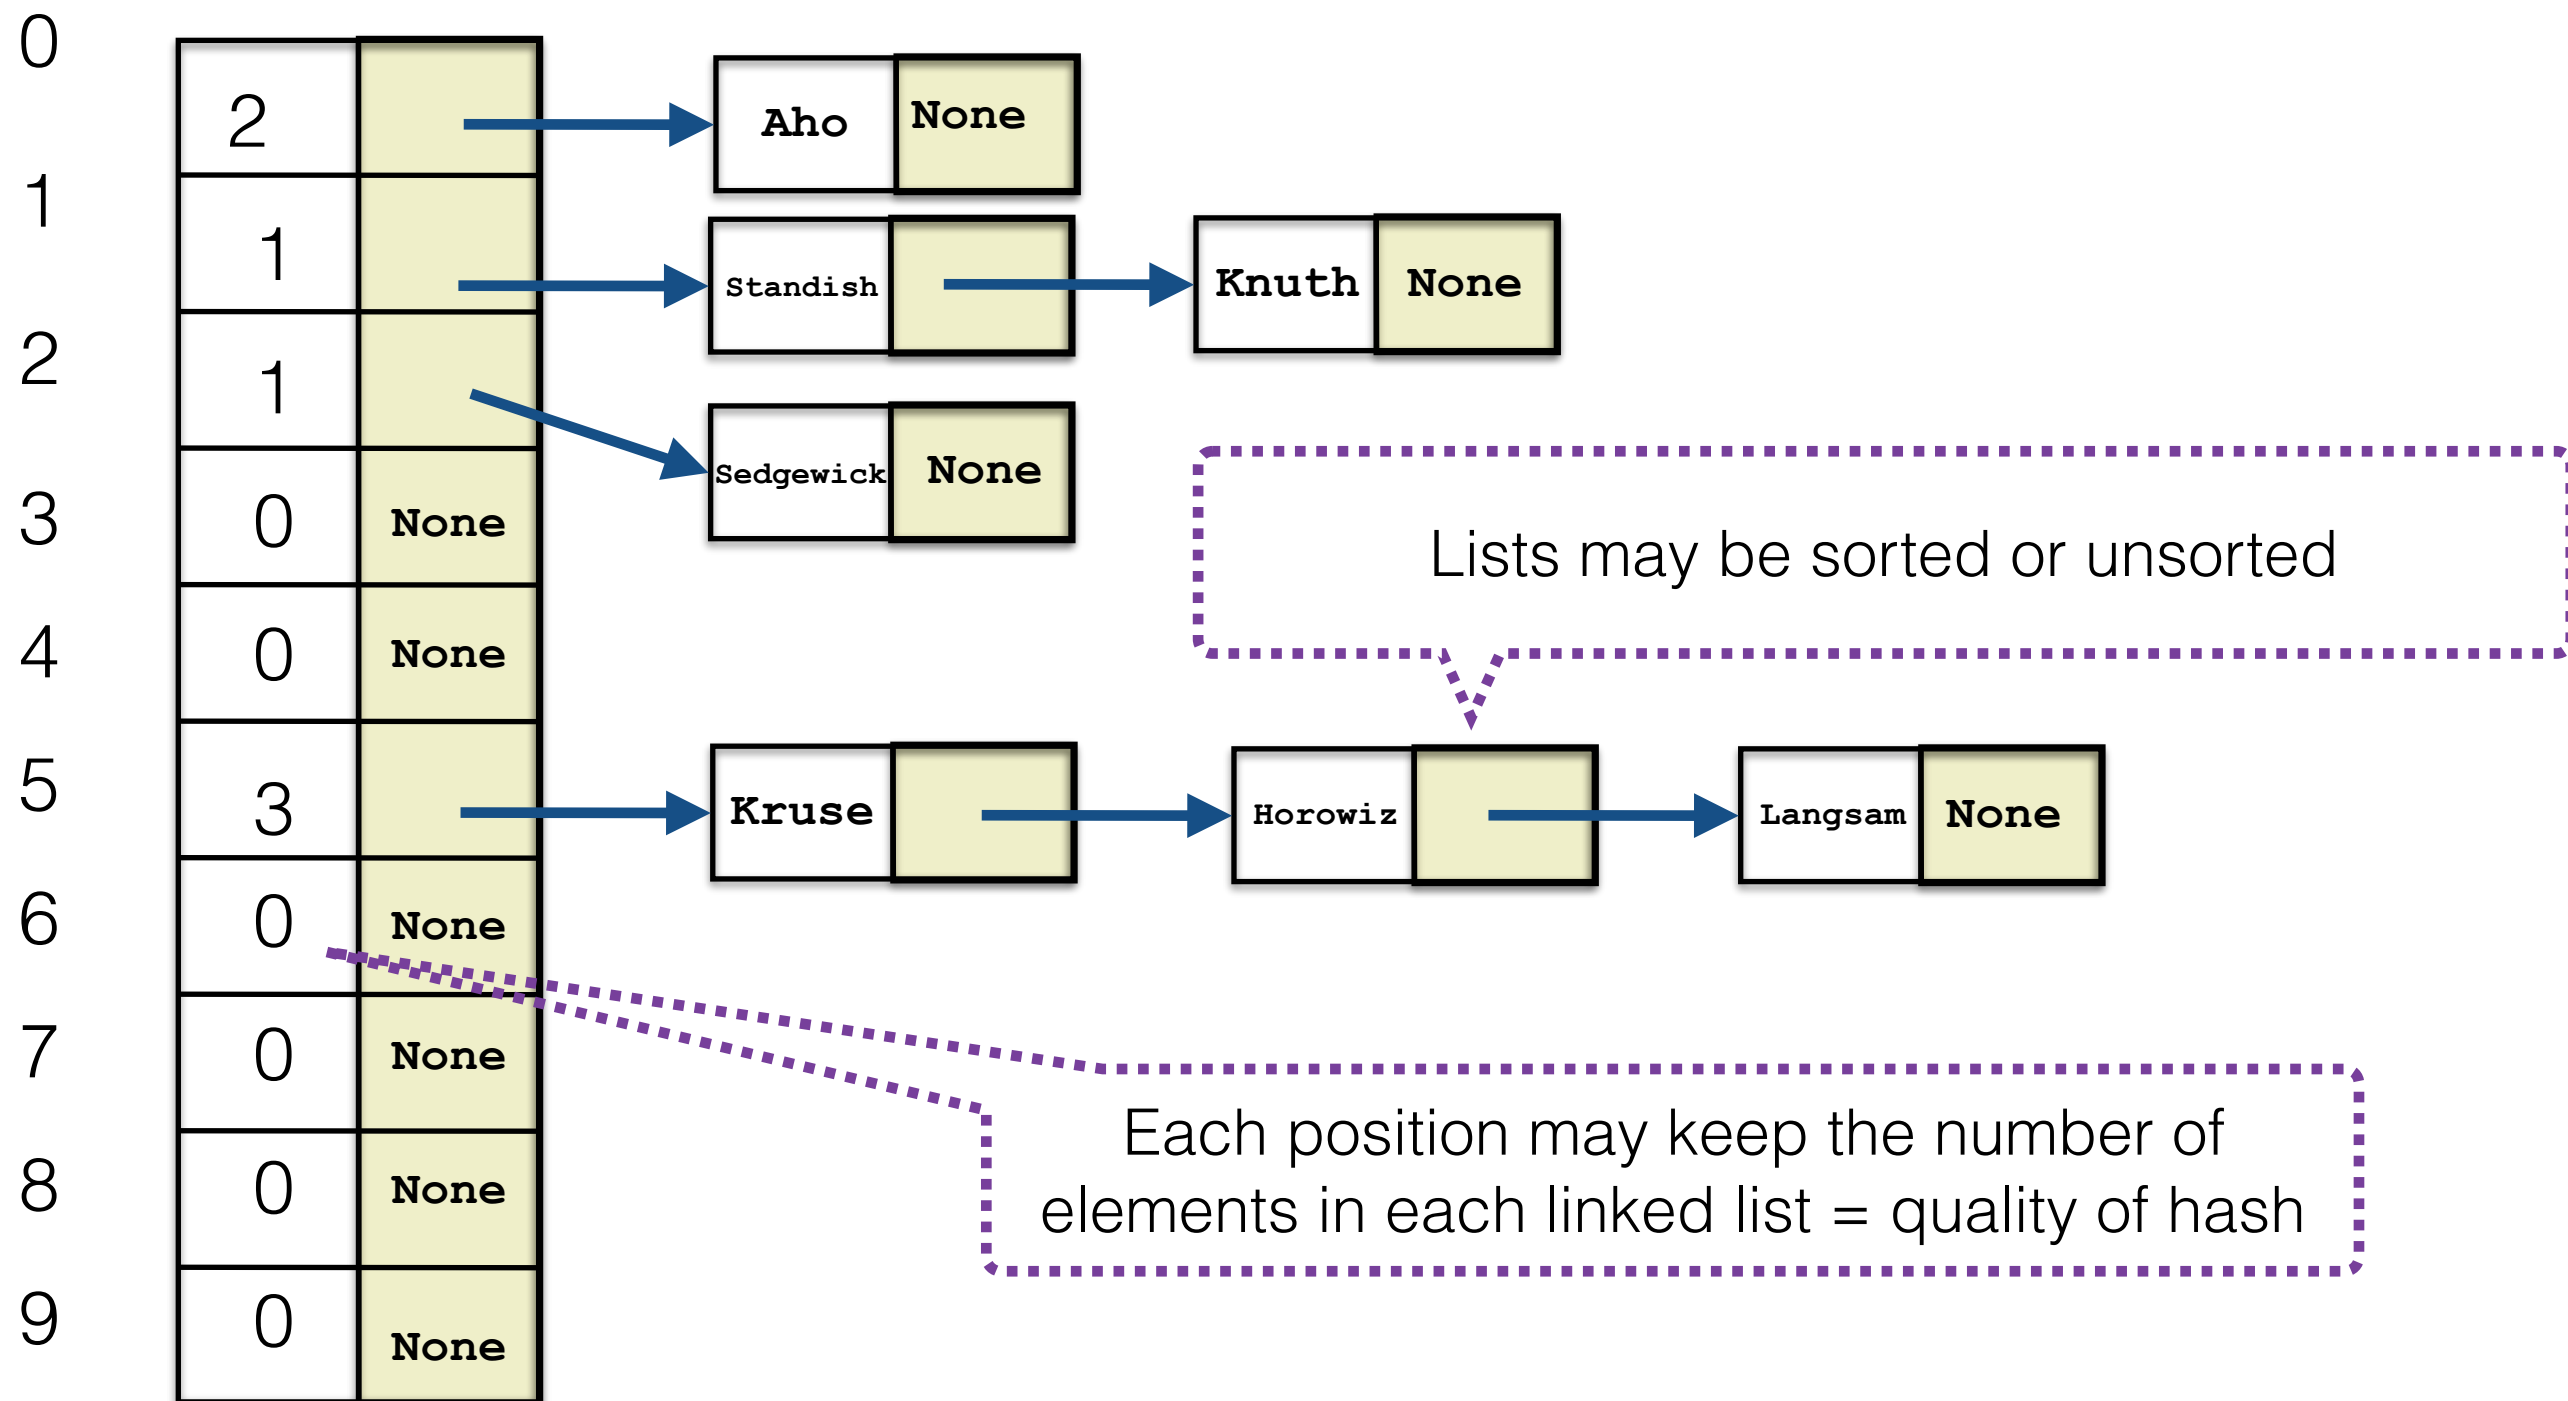 0
2
Aho
None
1
1
Standish
Knuth
None
2
1
Sedgewick
None
3
0
None
Lists may be sorted or unsorted
4
0
None
5
3
Kruse
Horowiz
Langsam
None
6
0
None
7
0
None
Each position may keep the number of
elements in each linked list = quality of hash
8
0
None
9
0
None